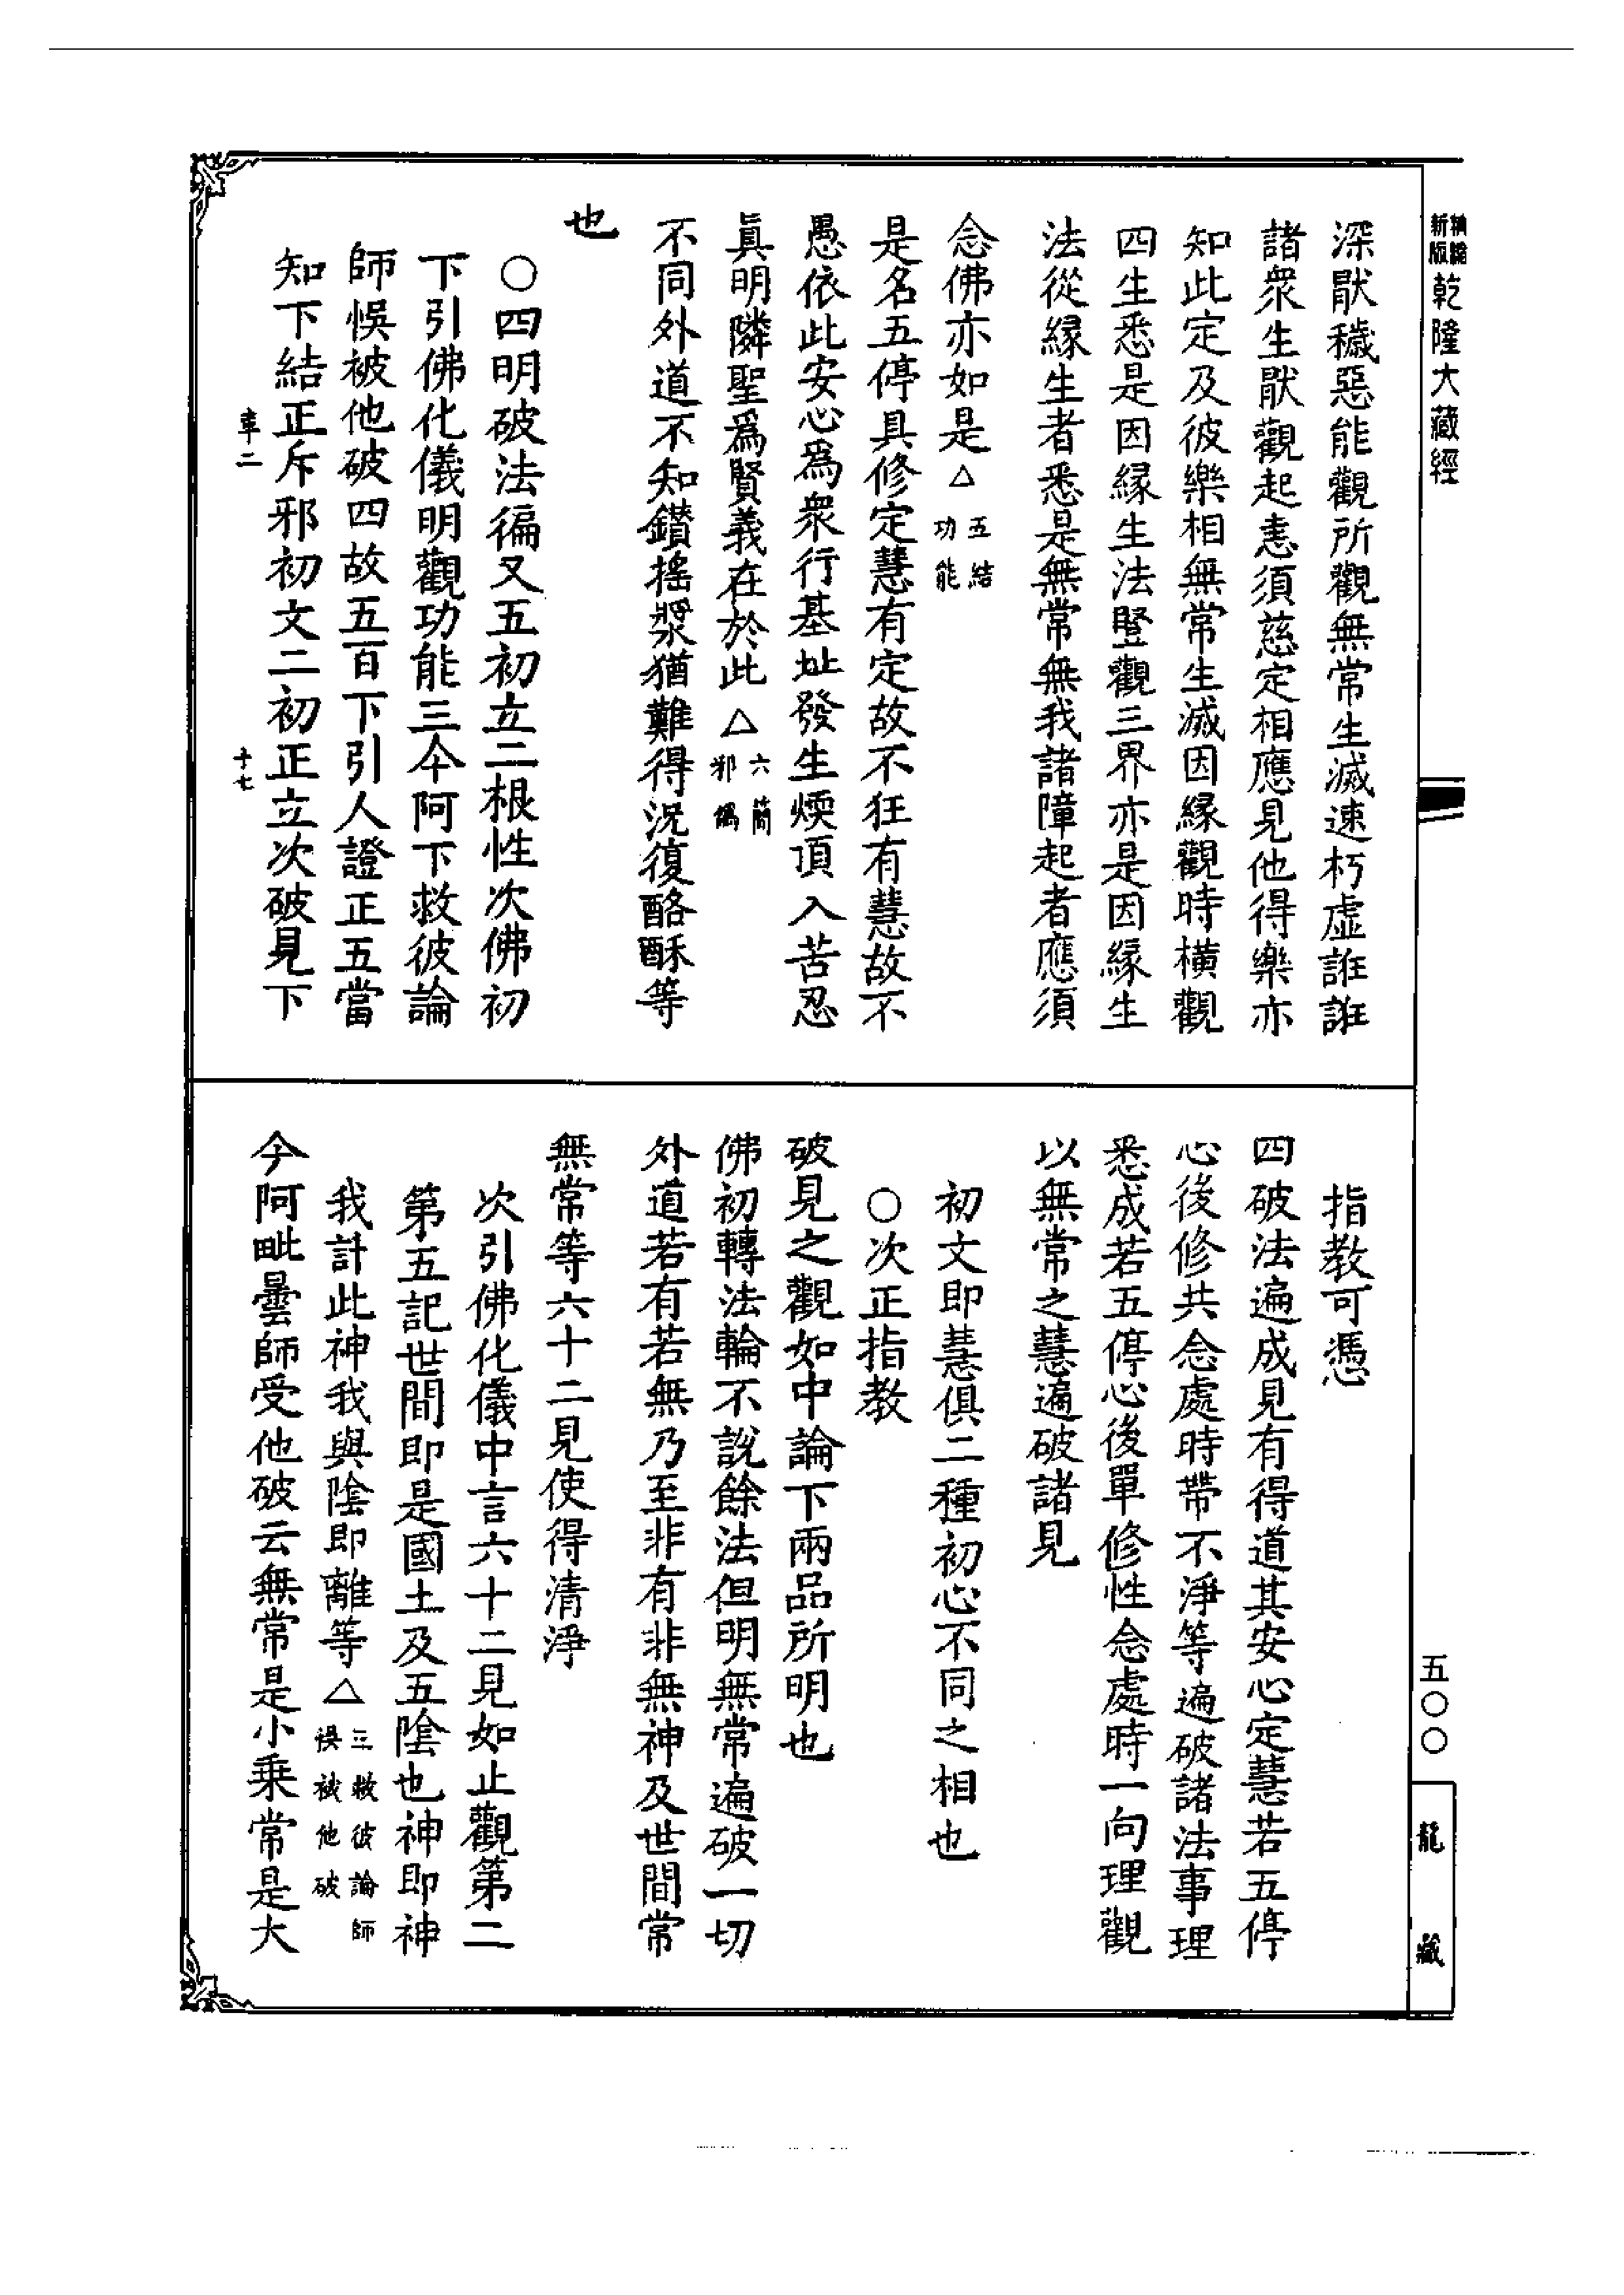 新版
乾隆大藏經
深猒穢惡能觀所觀無常生滅速朽虛誑誑
諸衆生猒觀起恚須慈定相應見他得樂亦
知此定及彼樂相無常生滅因緣觀時橫觀
四生悉是因緣生法豎觀三界亦是因緣生
法從緣生者悉是無常無我諸障起者應須
念佛亦如是△五結功能
是名五停具修定慧有定故不狂有慧故不
愚依此安心爲衆行基址發生煗頂入苦忍
眞明隣聖爲賢義在於此△六簡邪僞
不同外道不知鑚搖漿猶難得況復酪酥等
也
○四明破法徧又五初立二根性次佛初
下引佛化儀明觀功能三今阿下救彼論
師悞被他破四故五百下引人證正五當
知下結正斥邪初文二初正立次破見下
車二
十七
指教可憑
四破法遍成見有得道其安心定慧若五停
心後修共念處時帶不淨等遍破諸法事理
悉成若五停心後單修性念處時一向理觀
以無常之慧遍破諸見
初文即慧俱二種初心不同之相也
○次正指教
破見之觀如中論下兩品所明也
佛初轉法輪不說餘法但明無常遍破一切
外道若有若無乃至非有非無神及世間常
無常等六十二見使得清淨
次引佛化儀中言六十二見如止觀第二
第五記世間即是國土及五陰也神即神
我計此神我與陰即離等△三救彼論師悞被他破
今阿毗曇師受他破云無常是小乘常是大
五〇〇
龍藏